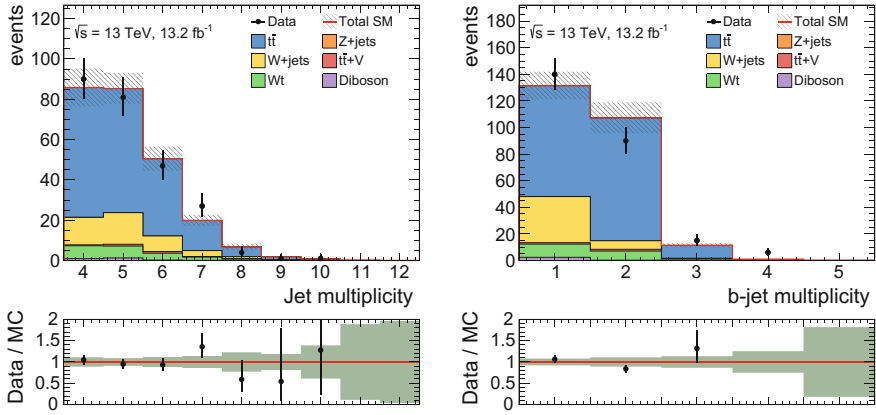 events
120
100
80
60
40
20
0
√s = 13 TeV, 13.2 fb⁻¹
Data
Total SM
tt̄
Z+jets
W+jets
tt̄+V
Wt
Diboson
4 5 6 7 8 9 10 11 12
Jet multiplicity
Data / MC
2
1.5
1
0.5
0
events
180
160
140
120
100
80
60
40
20
0
√s = 13 TeV, 13.2 fb⁻¹
Data
Total SM
tt̄
Z+jets
W+jets
tt̄+V
Wt
Diboson
1 2 3 4 5
b-jet multiplicity
Data / MC
2
1.5
1
0.5
0